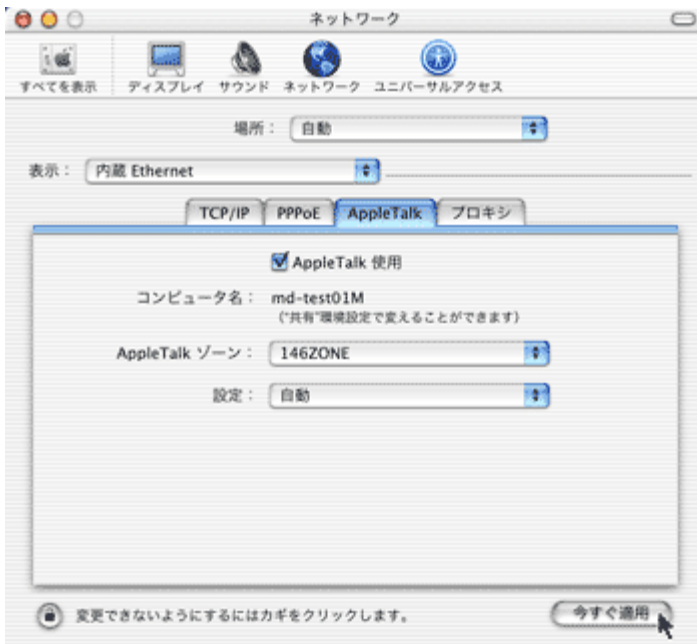 ネットワーク
すべてを表示 ディスプレイ サウンド ネットワーク ユニバーサルアクセス
場所： 自動
表示： 内蔵 Ethernet
TCP/IP PPPoE AppleTalk プロキシ
AppleTalk 使用
コンピュータ名： md-test01M
("共有"環境設定で変えることができます)
AppleTalk ゾーン： 146ZONE
設定： 自動
変更できないようにするにはカギをクリックします。 今すぐ適用